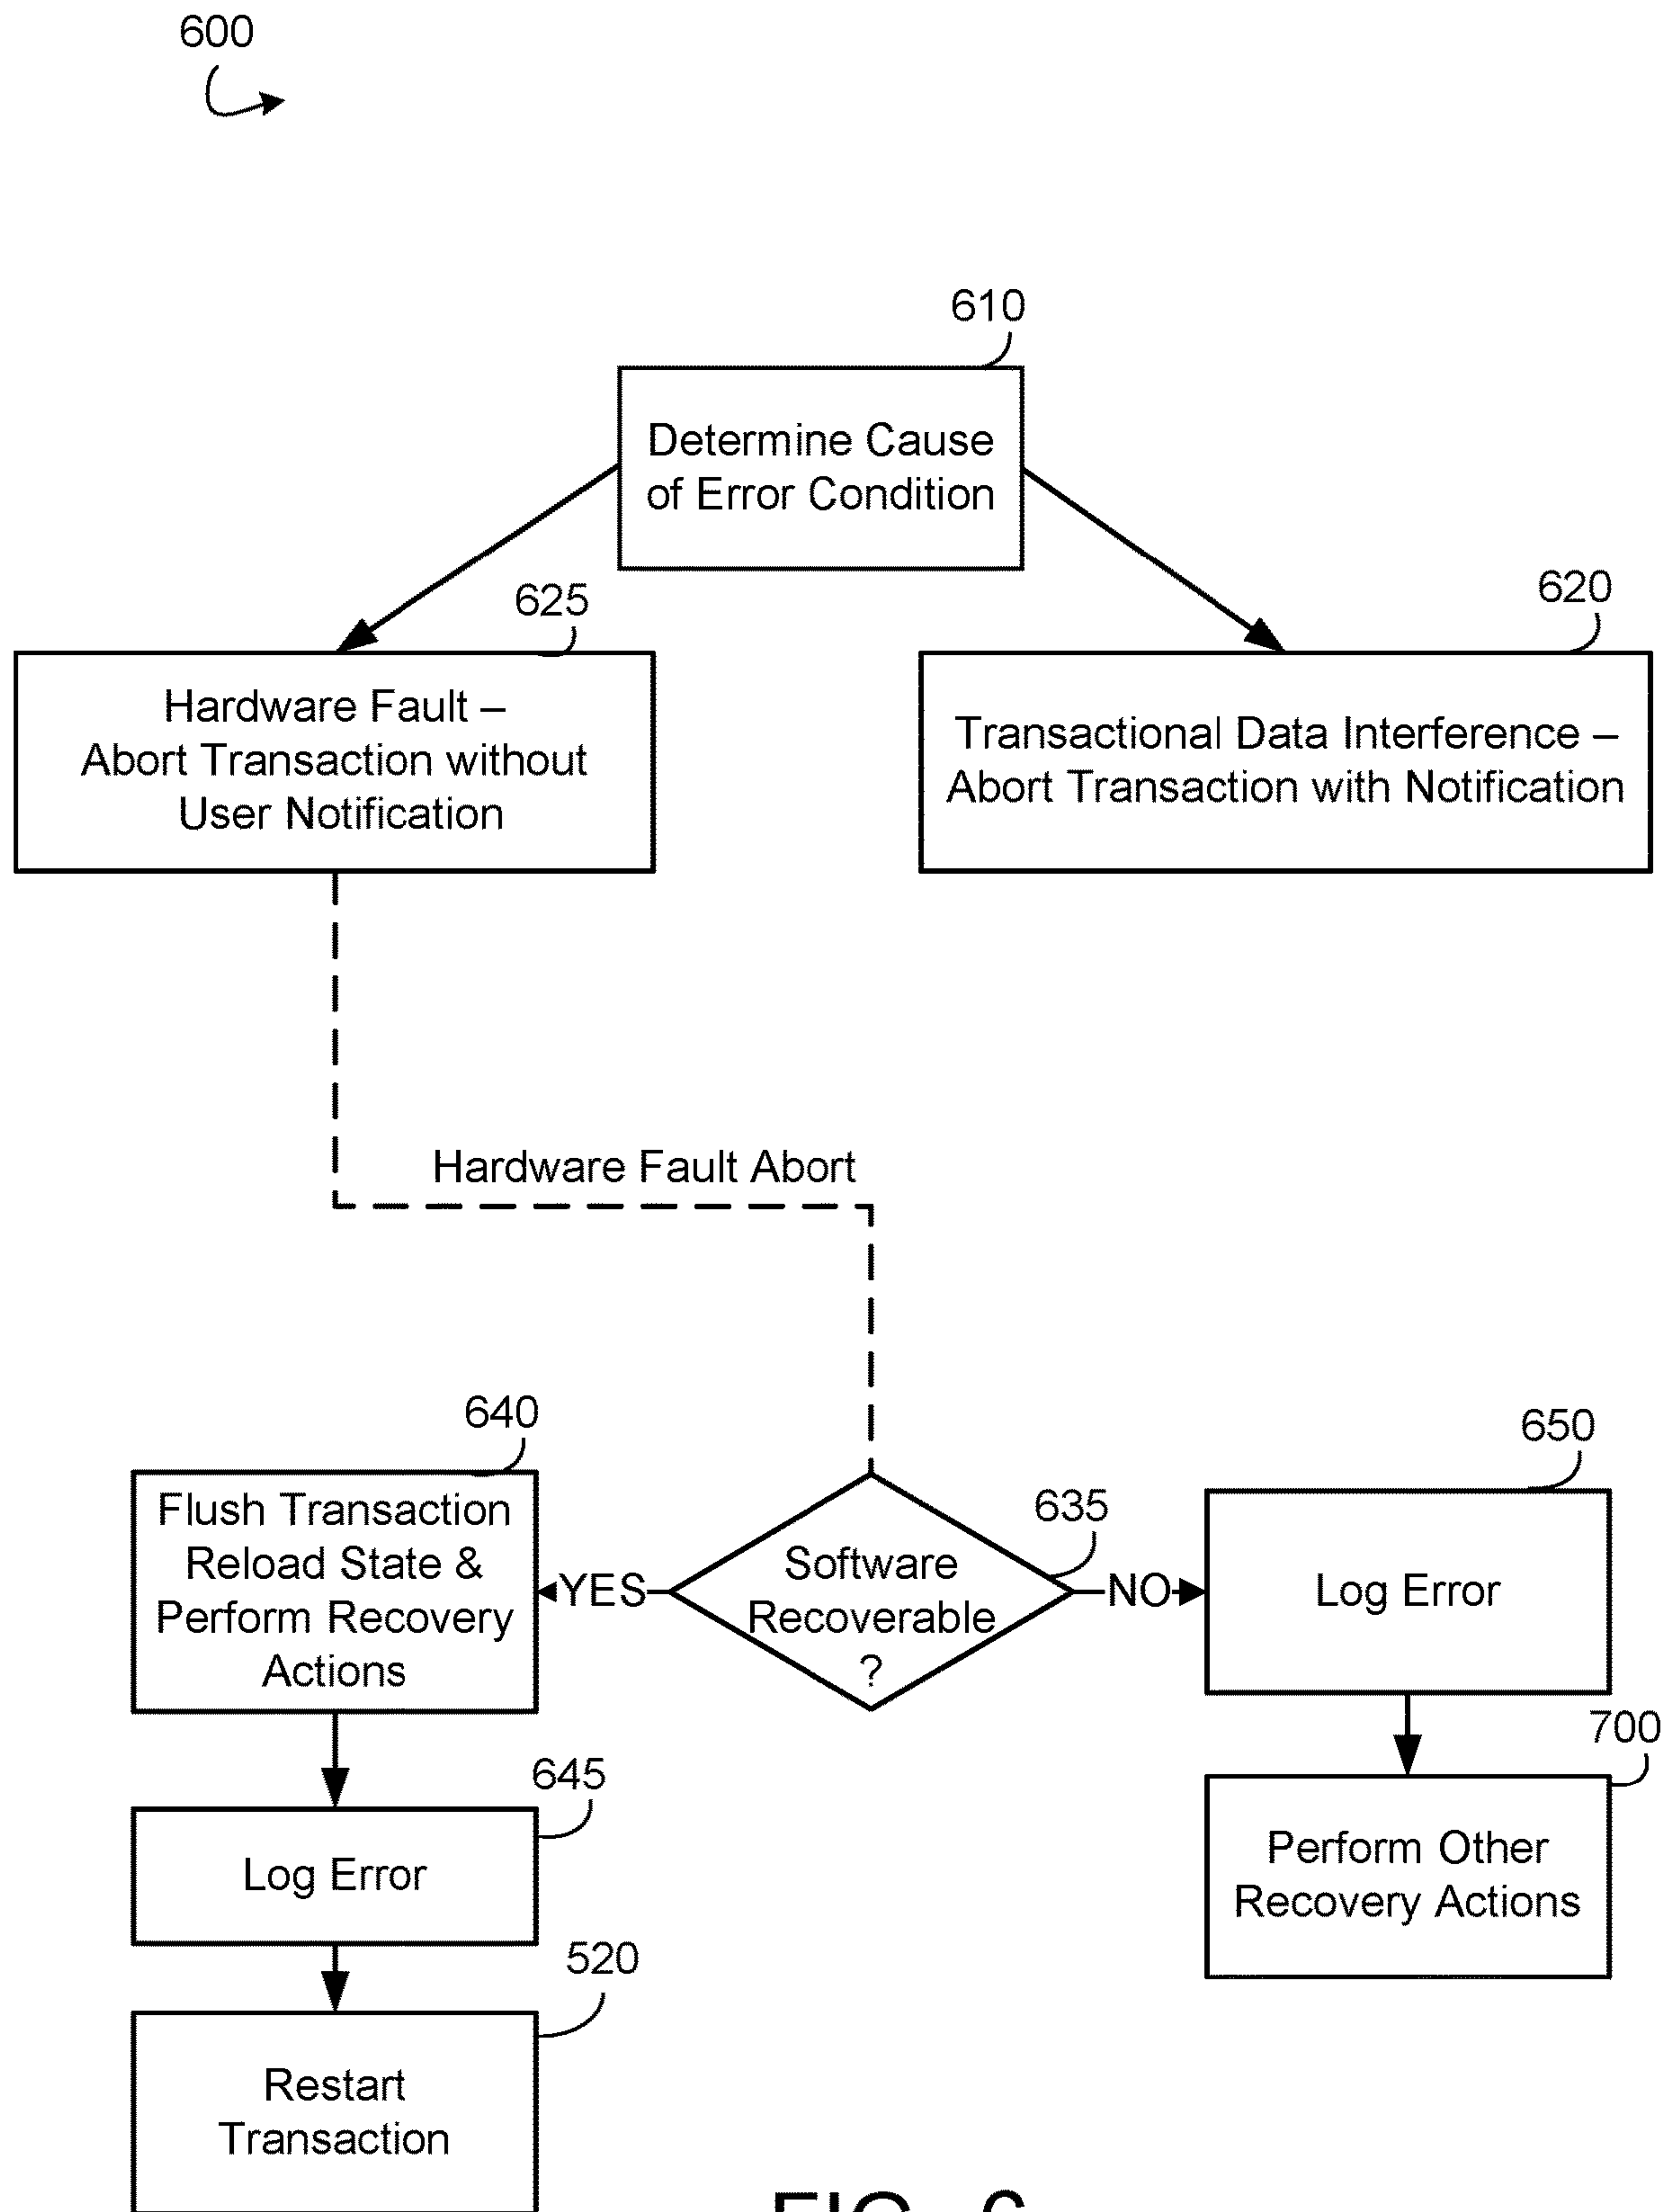 600
610
Determine Cause
of Error Condition
625
620
Hardware Fault –
Abort Transaction without
User Notification
Transactional Data Interference –
Abort Transaction with Notification
Hardware Fault Abort
640
650
635
Flush Transaction
Reload State &
Perform Recovery
Actions
YES
Software
Recoverable
?
NO
Log Error
700
645
Log Error
Perform Other
Recovery Actions
520
Restart
Transaction
FIG. 6